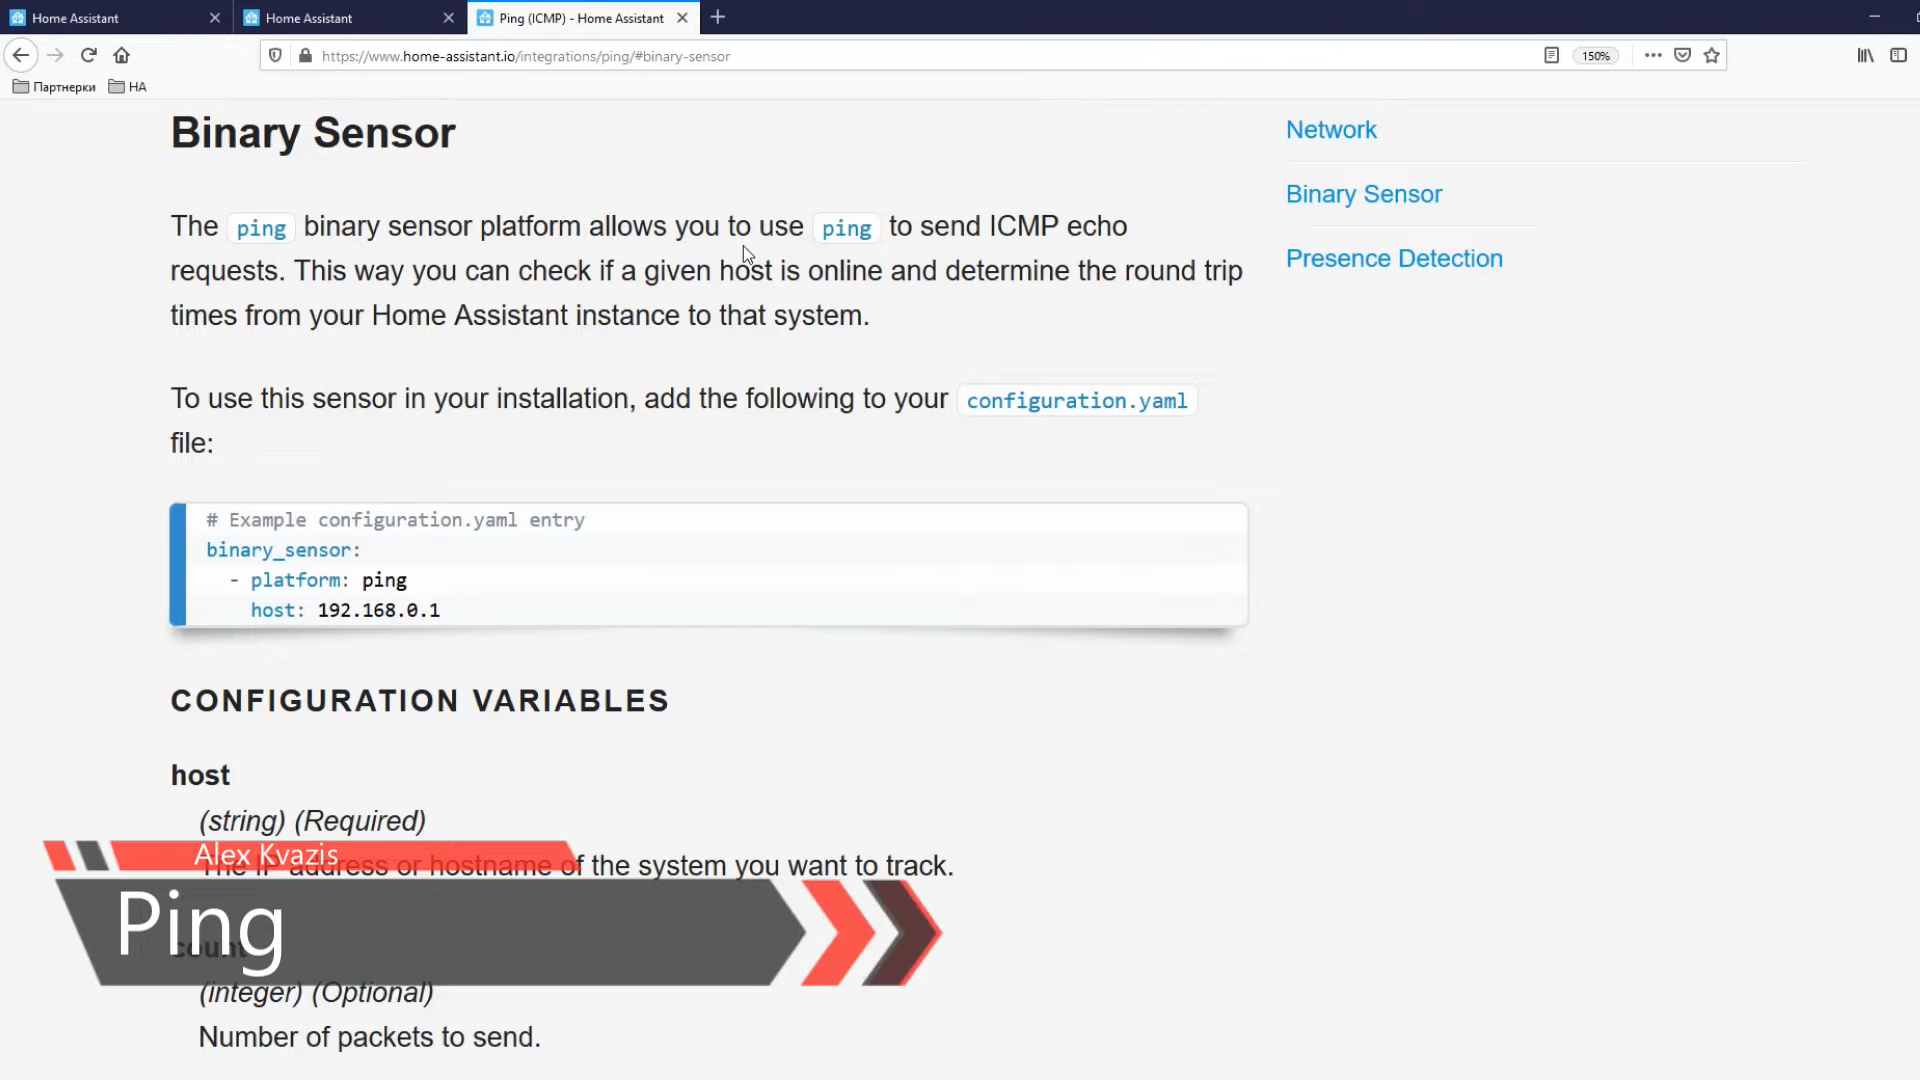 Home Assistant
Home Assistant
Ping (ICMP) - Home Assistant
https://www.home-assistant.io/integrations/ping/#binary-sensor
150%
Партнерки
HA
Binary Sensor
The ping binary sensor platform allows you to use ping to send ICMP echo
requests. This way you can check if a given host is online and determine the round trip
times from your Home Assistant instance to that system.
To use this sensor in your installation, add the following to your configuration.yaml
file:
# Example configuration.yaml entry
binary_sensor:
- platform: ping
host: 192.168.0.1
CONFIGURATION VARIABLES
host
(string) (Required)
The IP address or hostname of the system you want to track.
count
(integer) (Optional)
Number of packets to send.
Network
Binary Sensor
Presence Detection
Alex Kvazis
Ping